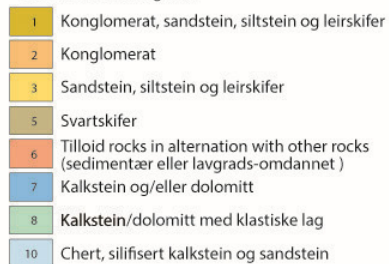 1 Konglomerat, sandstein, siltstein og leirskifer
2 Konglomerat
3 Sandstein, siltstein og leirskifer
5 Svartskifer
6 Tilloid rocks in alternation with other rocks
(sedimentær eller lavgrads-omdannet )
7 Kalkstein og/eller dolomitt
8 Kalkstein/dolomitt med klastiske lag
10 Chert, silifisert kalkstein og sandstein